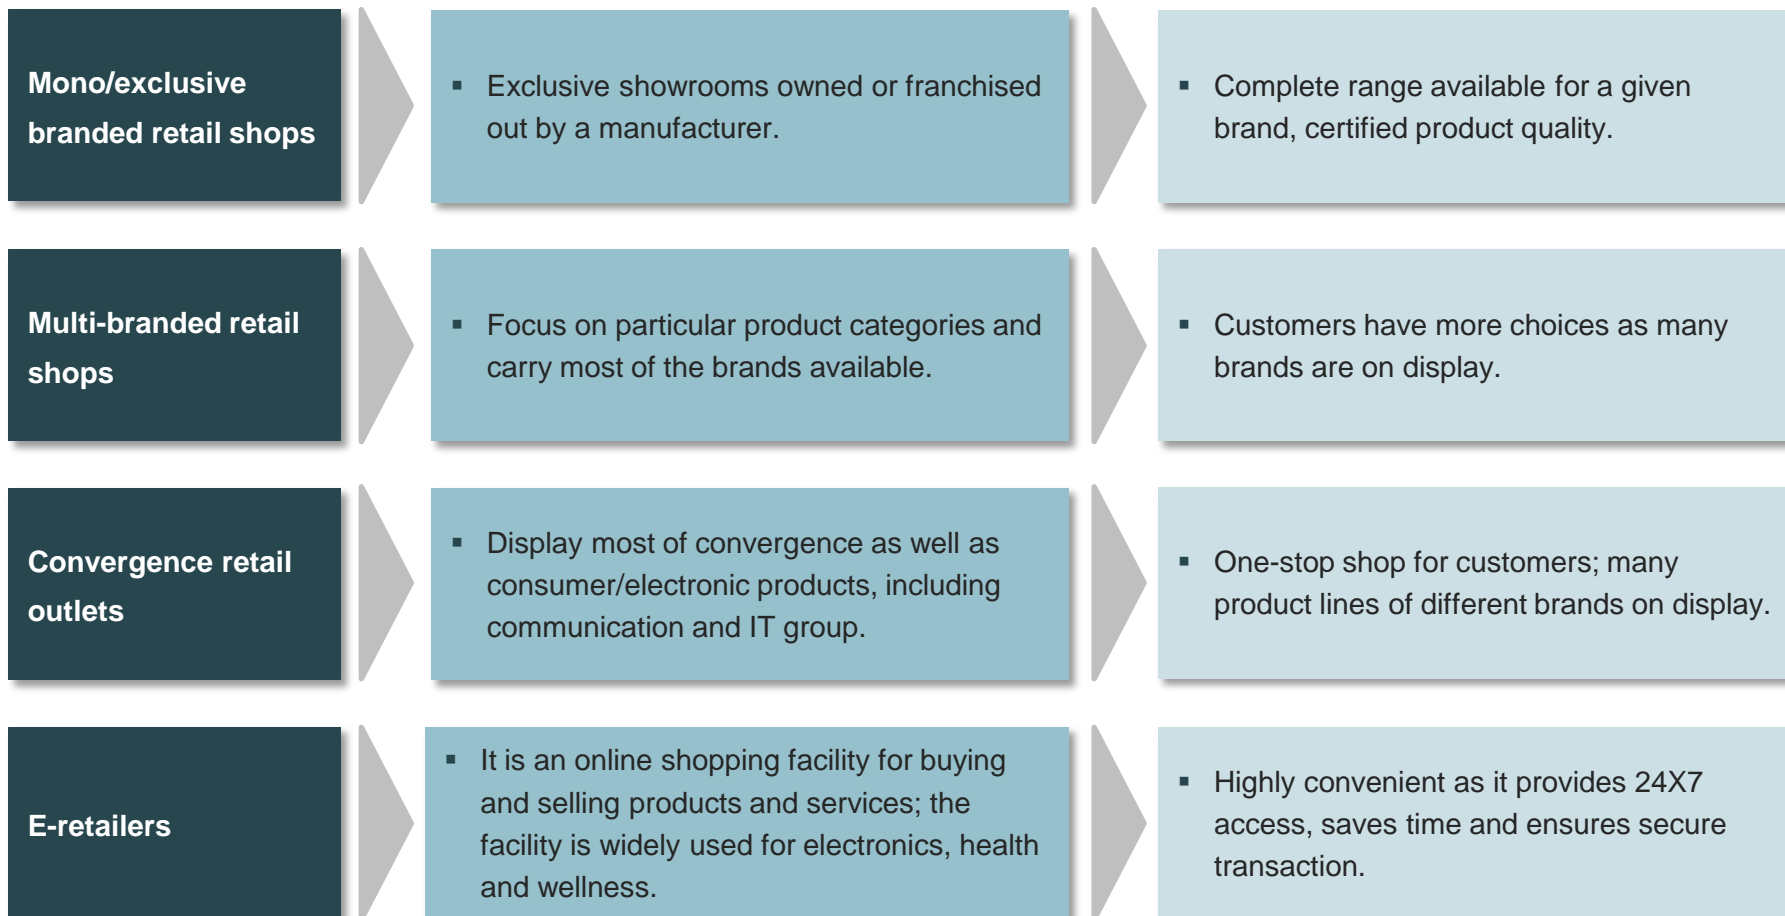 Mono/exclusive
branded retail shops
▪ Exclusive showrooms owned or franchised
out by a manufacturer.
▪ Complete range available for a given
brand, certified product quality.
Multi-branded retail
shops
▪ Focus on particular product categories and
carry most of the brands available.
▪ Customers have more choices as many
brands are on display.
Convergence retail
outlets
▪ Display most of convergence as well as
consumer/electronic products, including
communication and IT group.
▪ One-stop shop for customers; many
product lines of different brands on display.
E-retailers
▪ It is an online shopping facility for buying
and selling products and services; the
facility is widely used for electronics, health
and wellness.
▪ Highly convenient as it provides 24X7
access, saves time and ensures secure
transaction.